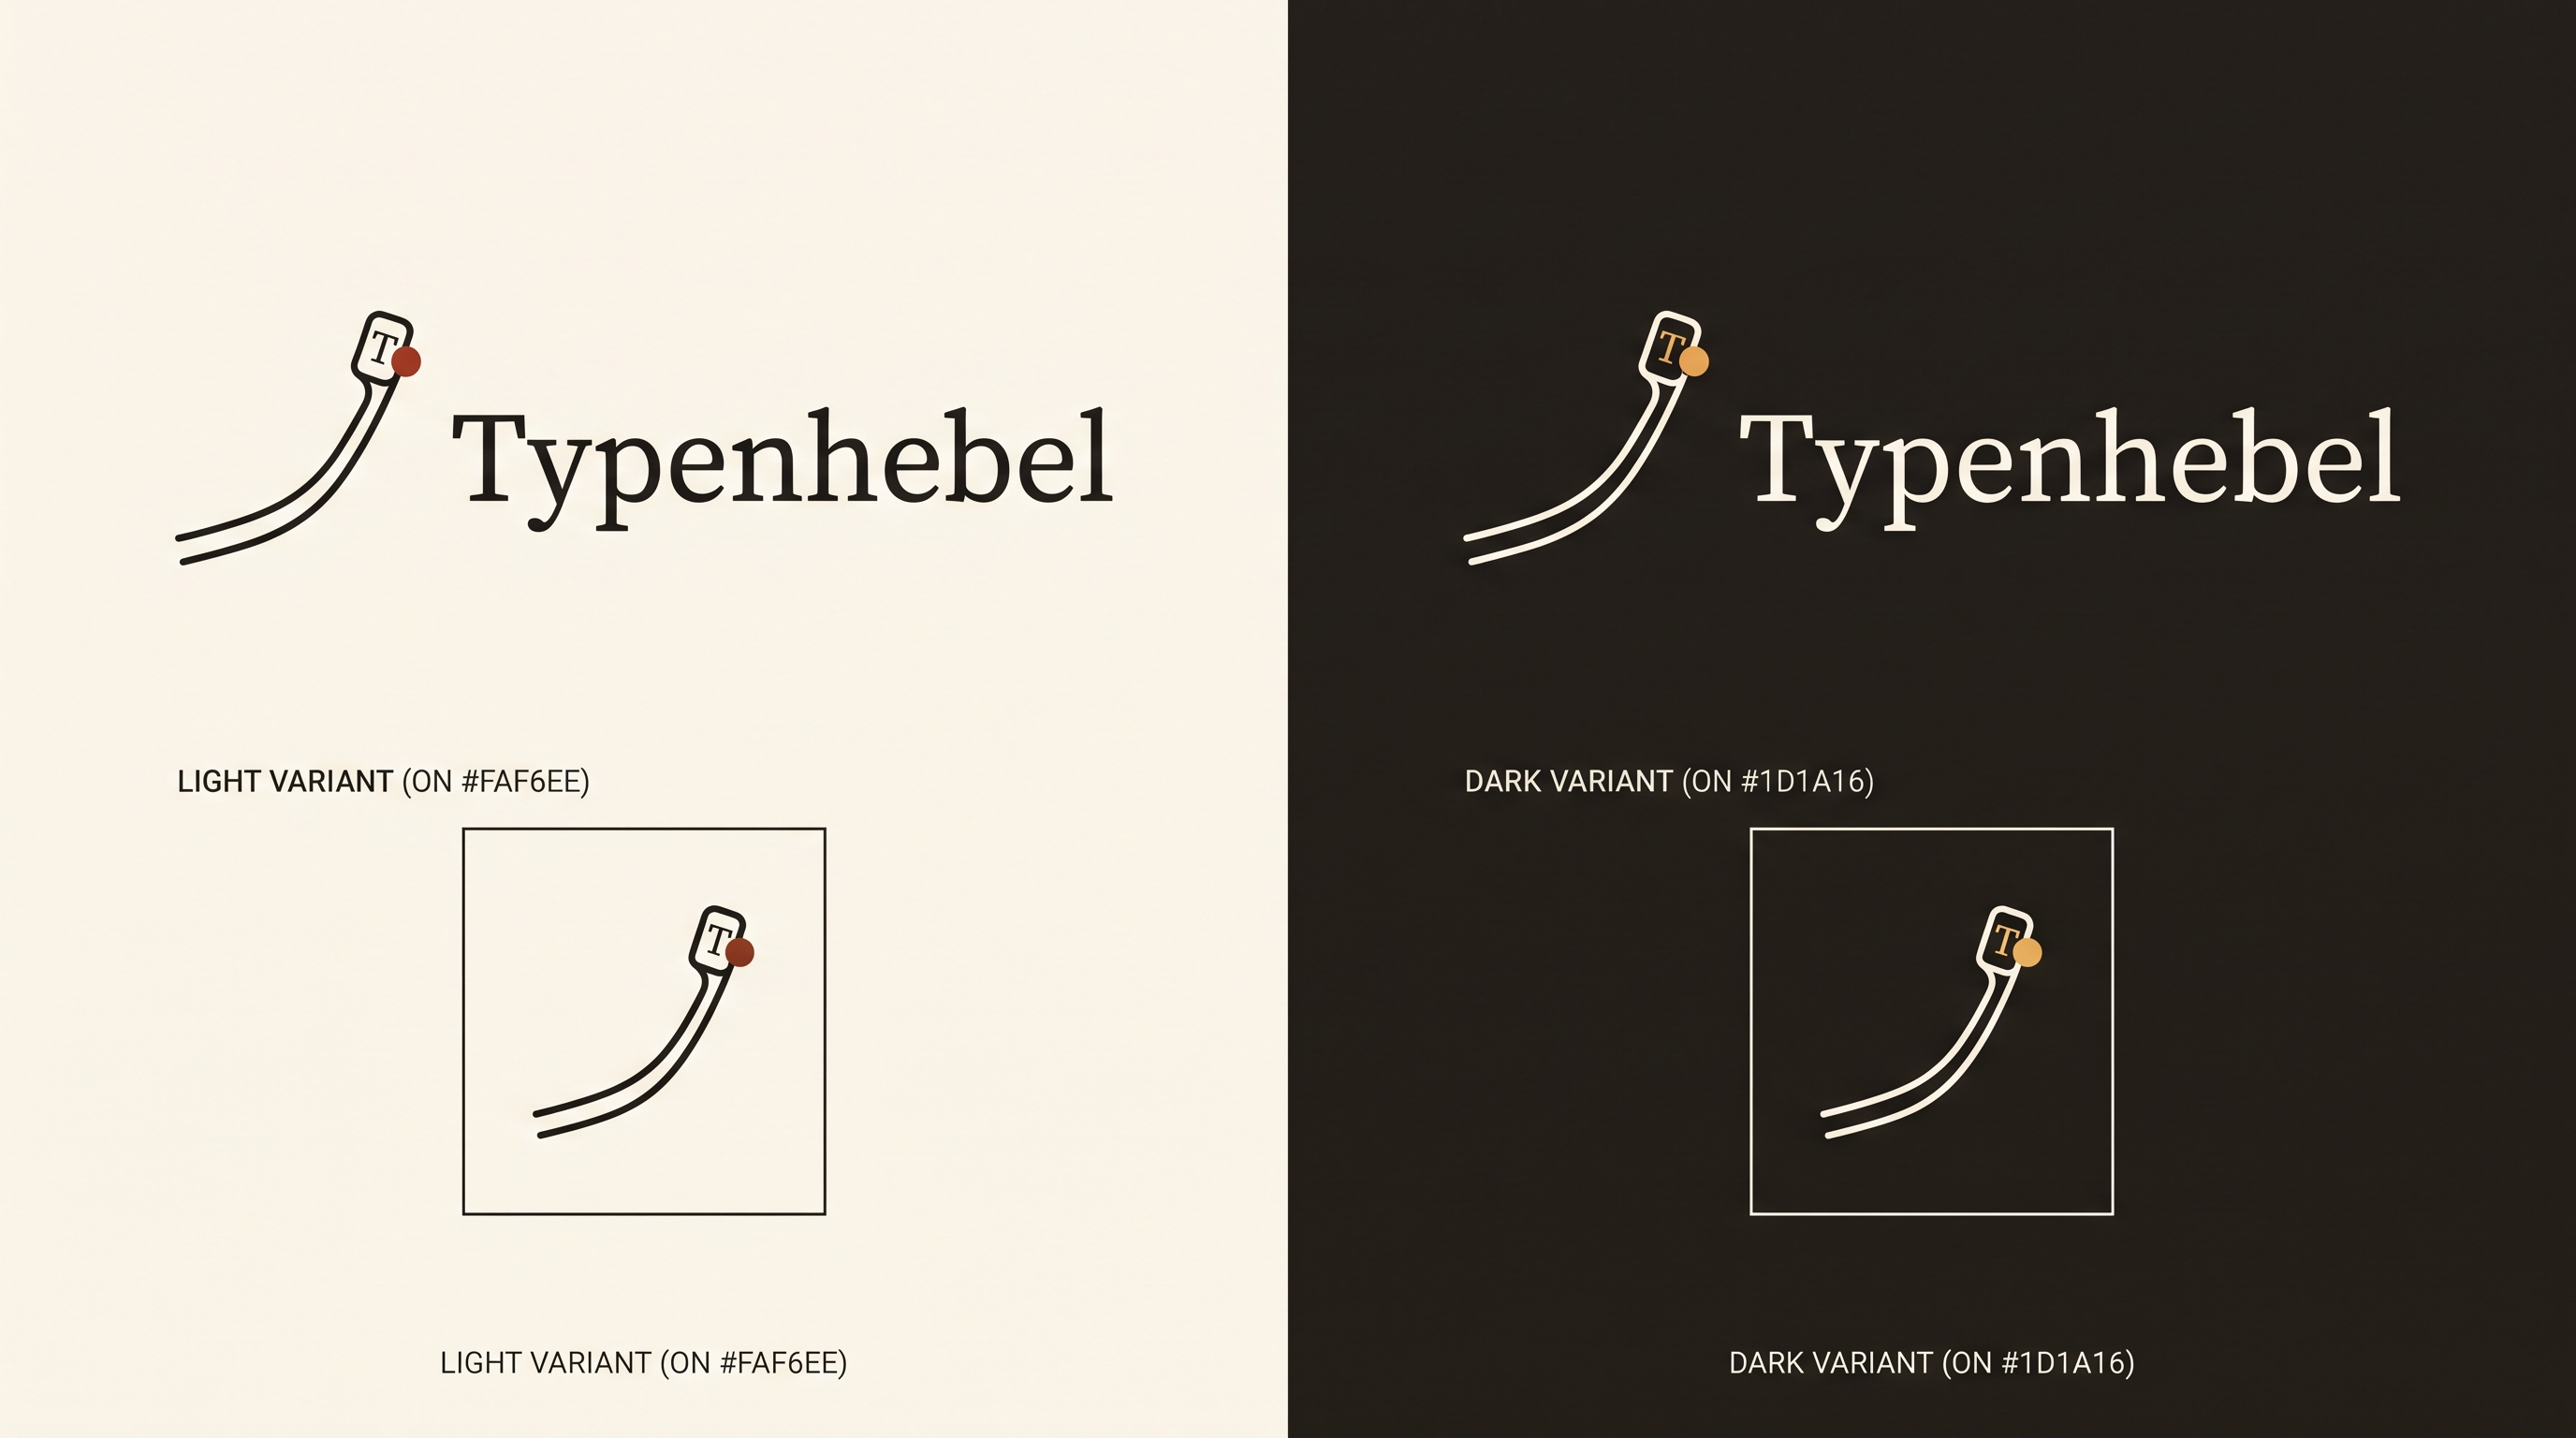 T
Typenhebel
LIGHT VARIANT (ON #FAF6EE)
T
LIGHT VARIANT (ON #FAF6EE)
T
Typenhebel
DARK VARIANT (ON #1D1A16)
T
DARK VARIANT (ON #1D1A16)